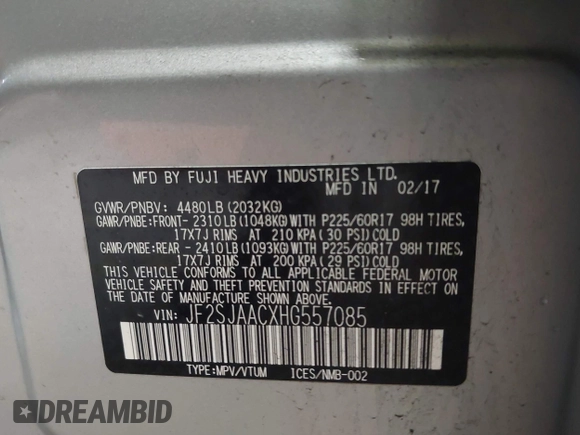 MFD BY FUJI HEAVY INDUSTRIES LTD.
MFD IN 02/17
GVWR/PNBV: 4480LB(2032KG)
GAWR/PNBE:FRONT- 2310LB(1048KG)WITH P225/60R17 98H TIRES,
17X7J RIMS AT 210 KPA(30 PSI)COLD
GAWR/PNBE:REAR - 2410LB(1093KG)WITH P225/60R17 98H TIRES,
17X7J RIMS AT 200 KPA(29 PSI)COLD
THIS VEHICLE CONFORMS TO ALL APPLICABLE FEDERAL MOTOR
VEHICLE SAFETY AND THEFT PREVENTION STANDARDS IN EFFECT
ON THE DATE OF MANUFACTURE SHOWN ABOVE.
VIN: JF2SJAACXHG557085
TYPE:MPV/VTUM ICES/NMB-002
DREAMBID